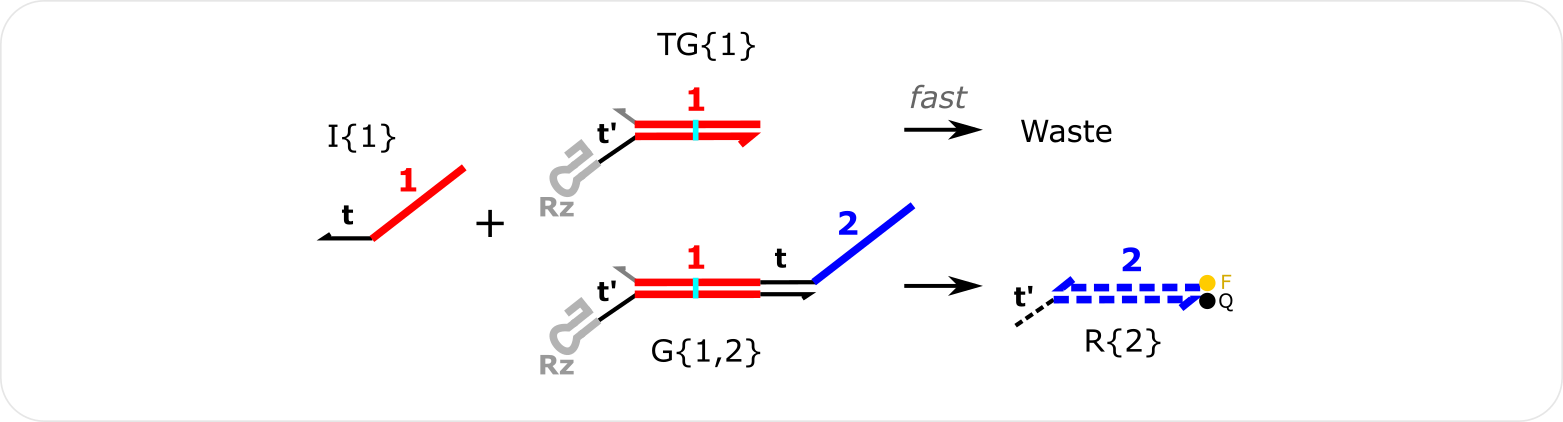 TG{1}
I{1}
1
t
+
1
t'
Rz
fast
Waste
1
t
2
t'
Rz
G{1,2}
2
t'
F
Q
R{2}